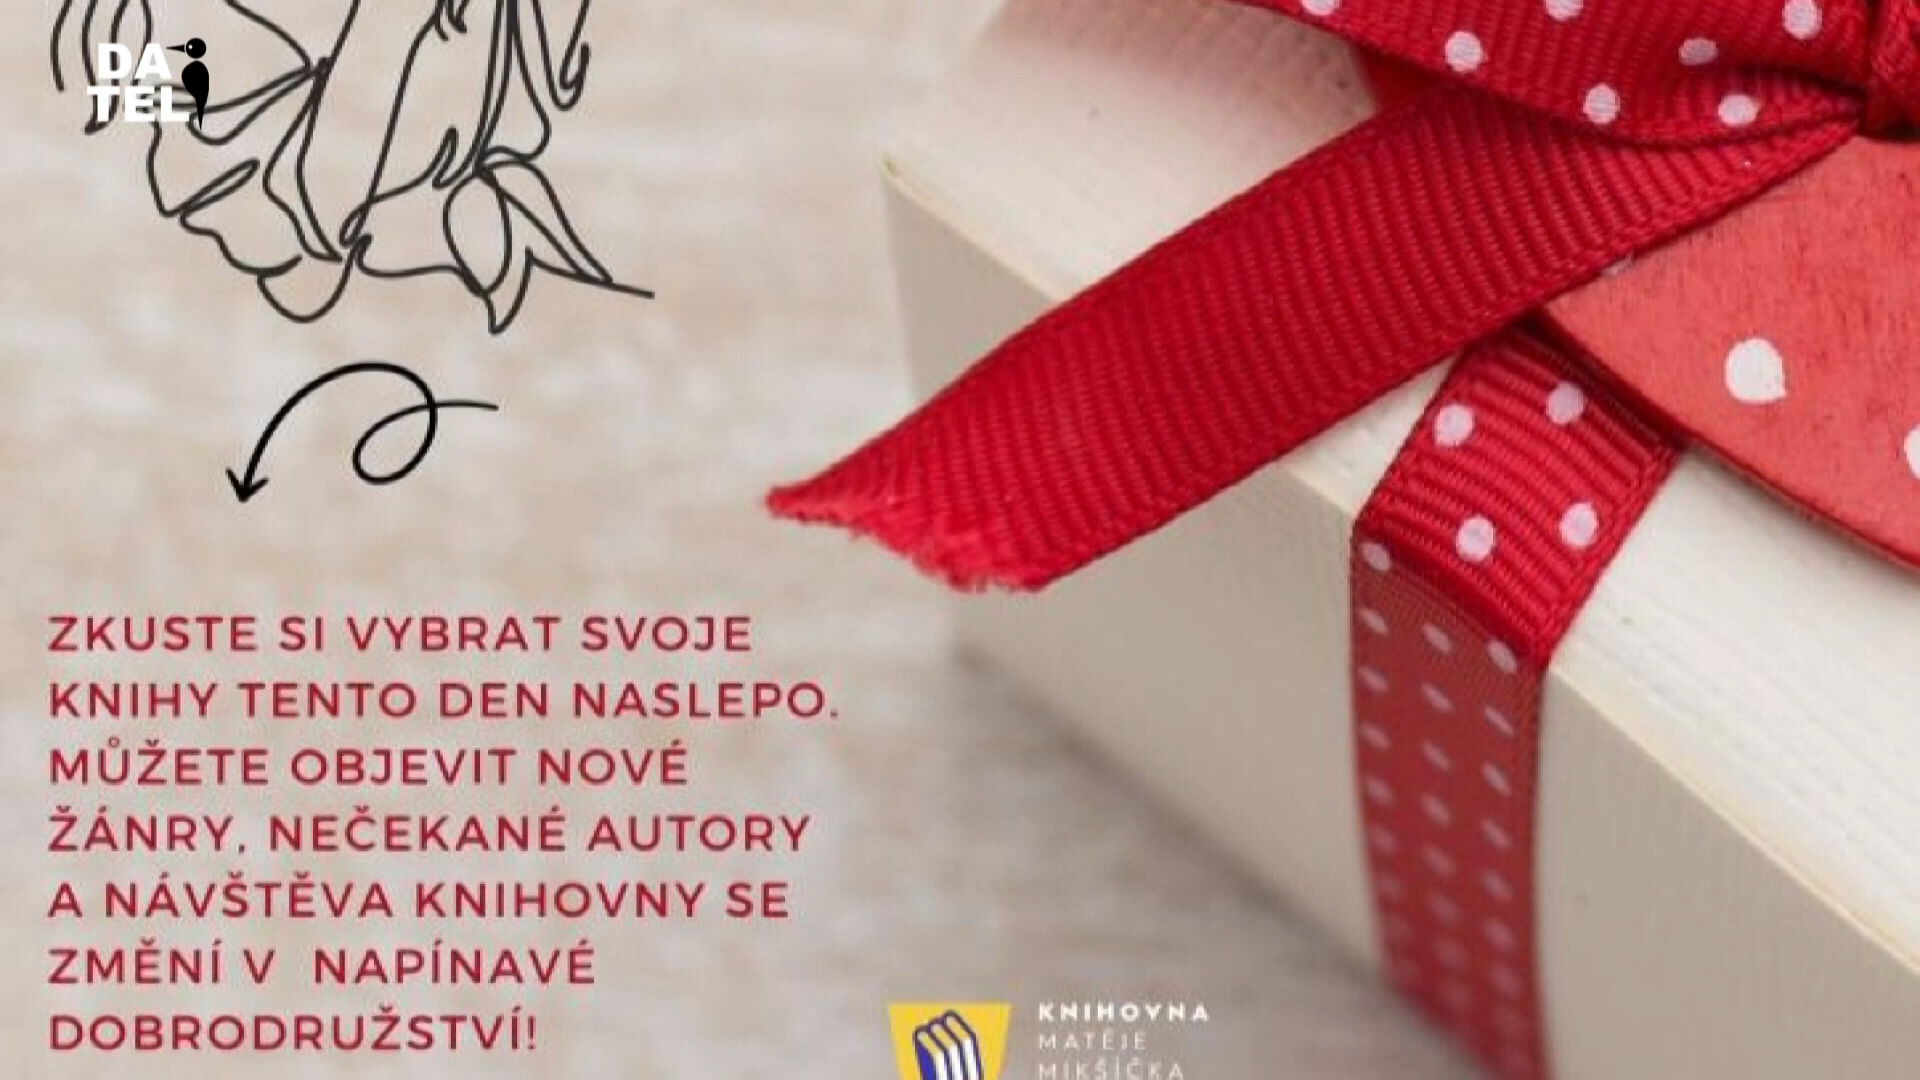 DA
TEL
ZKUSTE SI VYBRAT SVOJE
KNIHY TENTO DEN NASLEPO.
MŮŽETE OBJEVIT NOVÉ
ŽÁNRY, NEČEKANÉ AUTORY
A NÁVŠTĚVA KNIHOVNY SE
ZMĚNÍ V  NAPÍNAVÉ
DOBRODRUŽSTVÍ!
KNIHOVNA
MATĚJE
MIKŠÍČKA